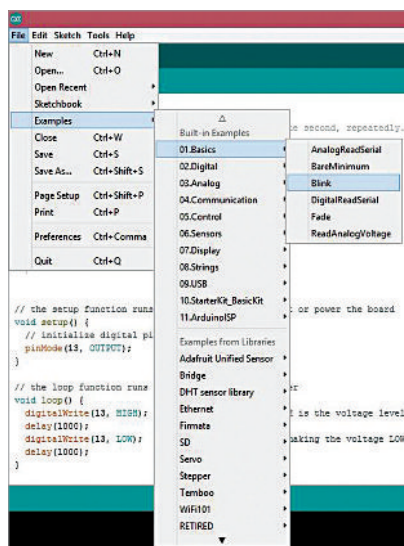 File Edit Sketch Tools Help
New Ctrl+N
Open... Ctrl+O
Open Recent
Sketchbook
Examples
Close Ctrl+W
Save Ctrl+S
Save As... Ctrl+Shift+S
Page Setup Ctrl+Shift+P
Print Ctrl+P
Preferences Ctrl+Comma
Quit Ctrl+Q
Built-in Examples
01.Basics
02.Digital
03.Analog
04.Communication
05.Control
06.Sensors
07.Display
08.Strings
09.USB
10.StarterKit_BasicKit
11.ArduinoISP
Examples from Libraries
Adafruit Unified Sensor
Bridge
DHT sensor library
Ethernet
Firmata
SD
Servo
Stepper
Temboo
WiFi101
RETIRED
AnalogReadSerial
BareMinimum
Blink
DigitalReadSerial
Fade
ReadAnalogVoltage
ne second, repeatedly.
// the setup function runs t or power the board
void setup() {
// initialize digital pi
pinMode(13, OUTPUT);
}
// the loop function runs er
void loop() {
digitalWrite(13, HIGH); is the voltage level
delay(1000);
digitalWrite(13, LOW); making the voltage LOW
delay(1000);
}